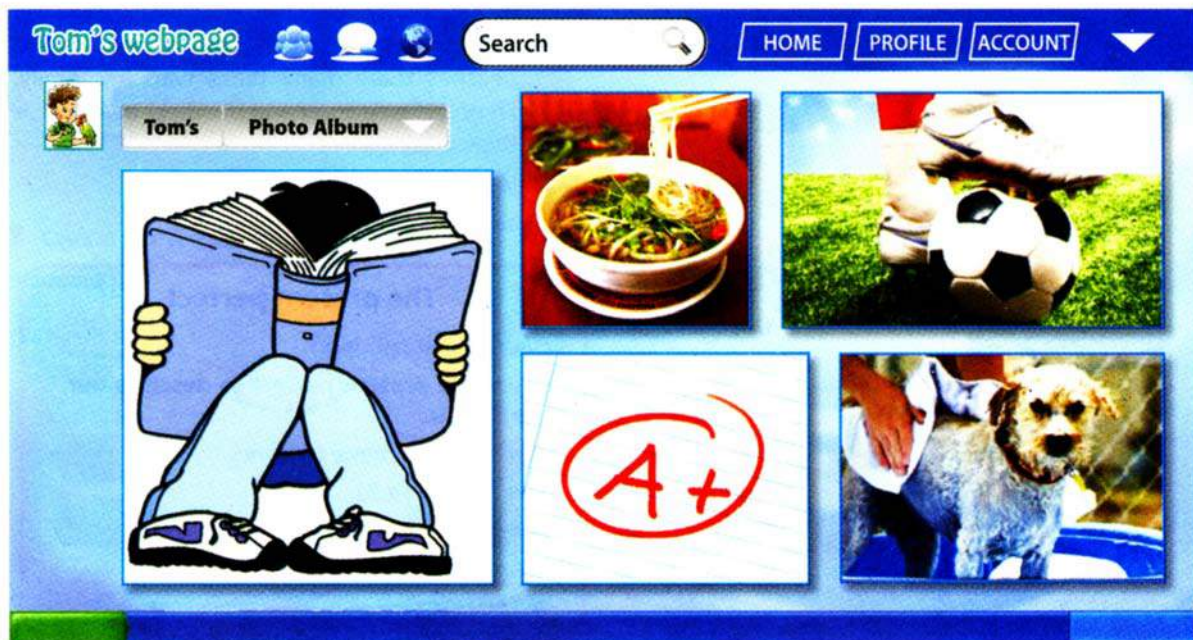 Tom's webpage
Search
HOME
PROFILE
ACCOUNT
Tom's Photo Album
A+